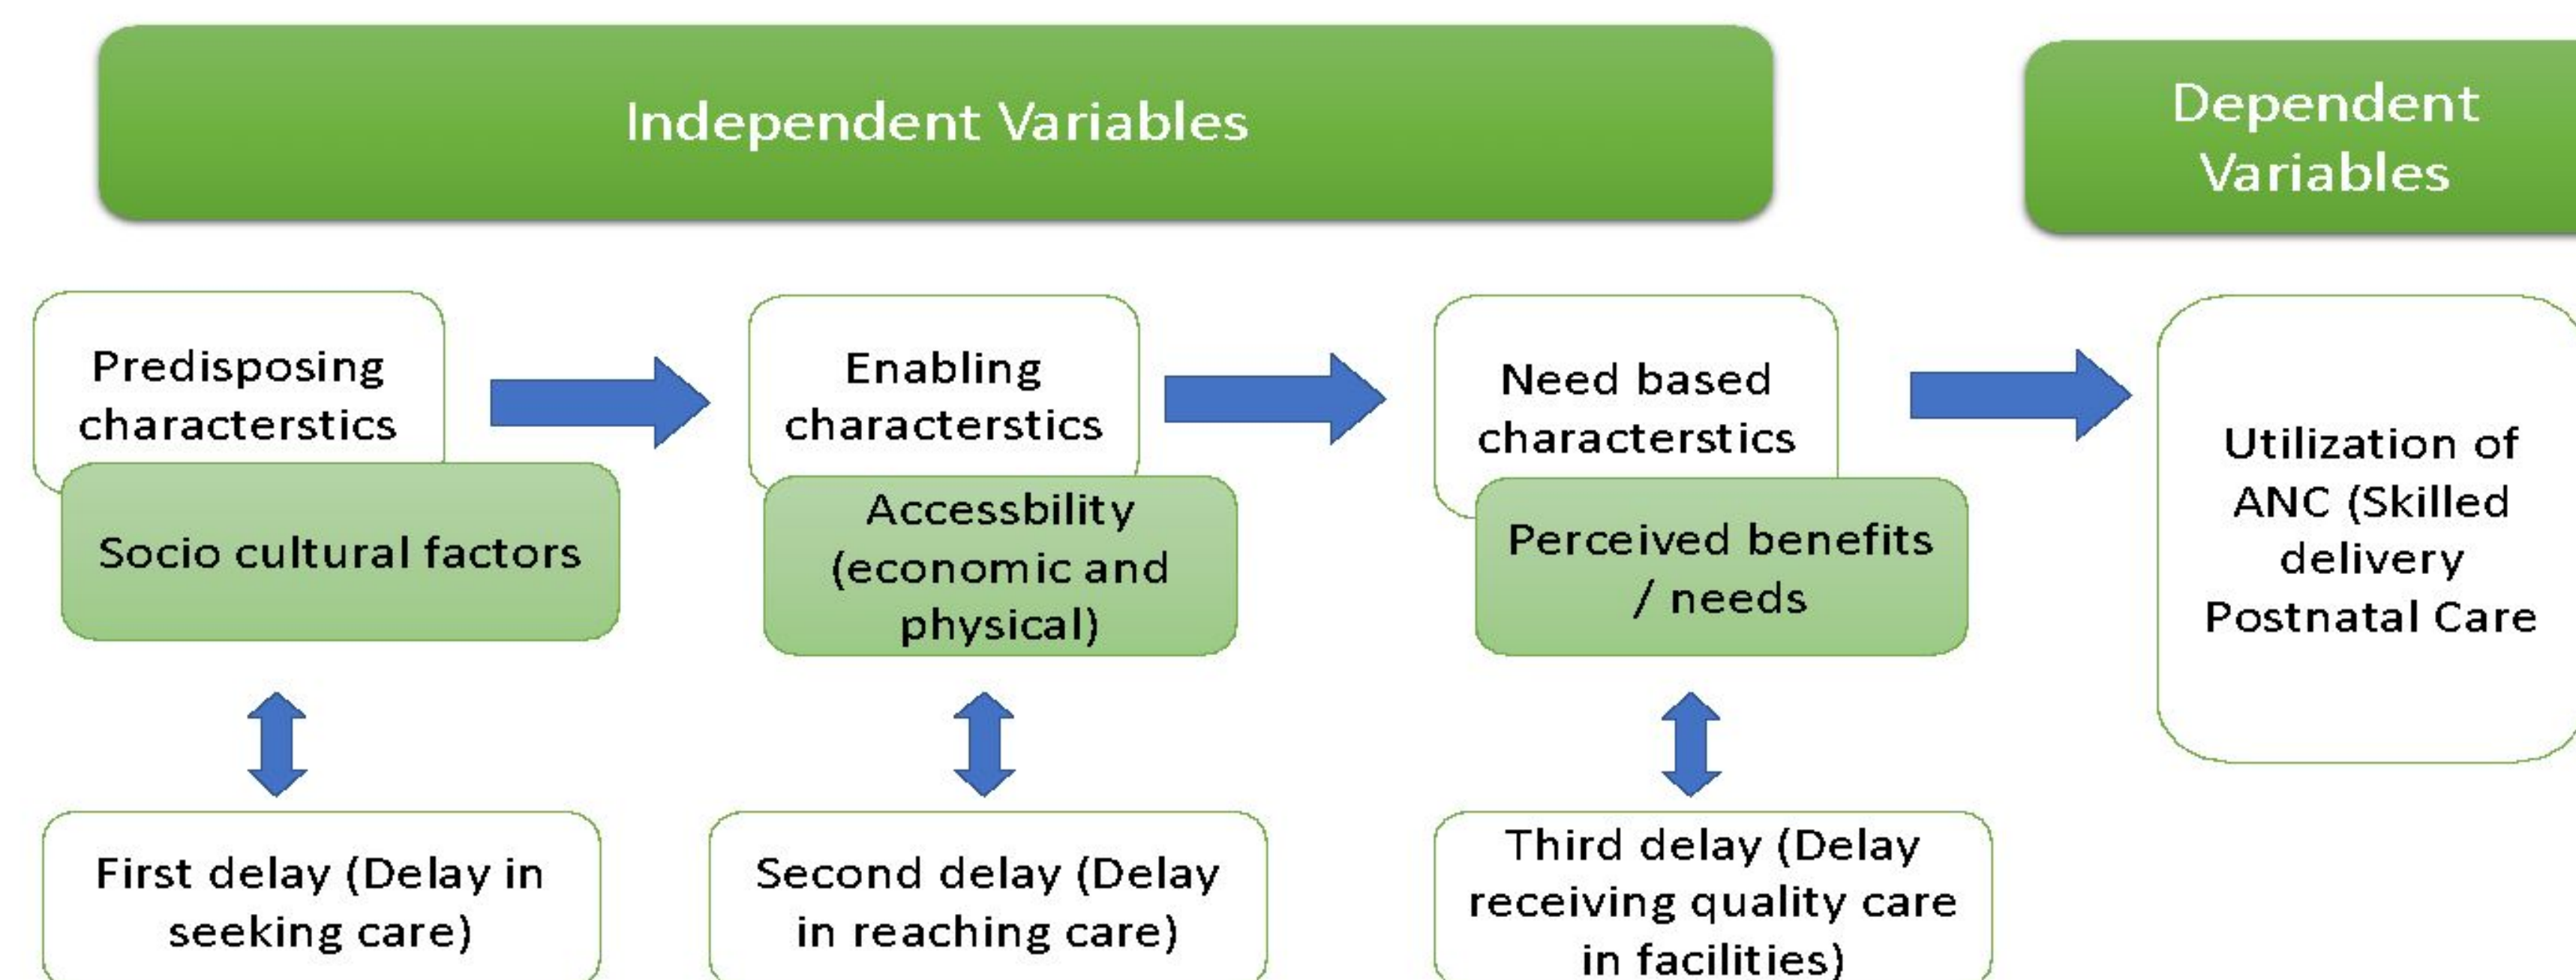 Independent Variables
Dependent
Variables
Predisposing
characterstics
Socio cultural factors
Enabling
characterstics
Accessbility
(economic and
physical)
Need based
characterstics
Perceived benefits
/ needs
Utilization of
ANC (Skilled
delivery
Postnatal Care
First delay (Delay in
seeking care)
Second delay (Delay
in reaching care)
Third delay (Delay
receiving quality care
in facilities)